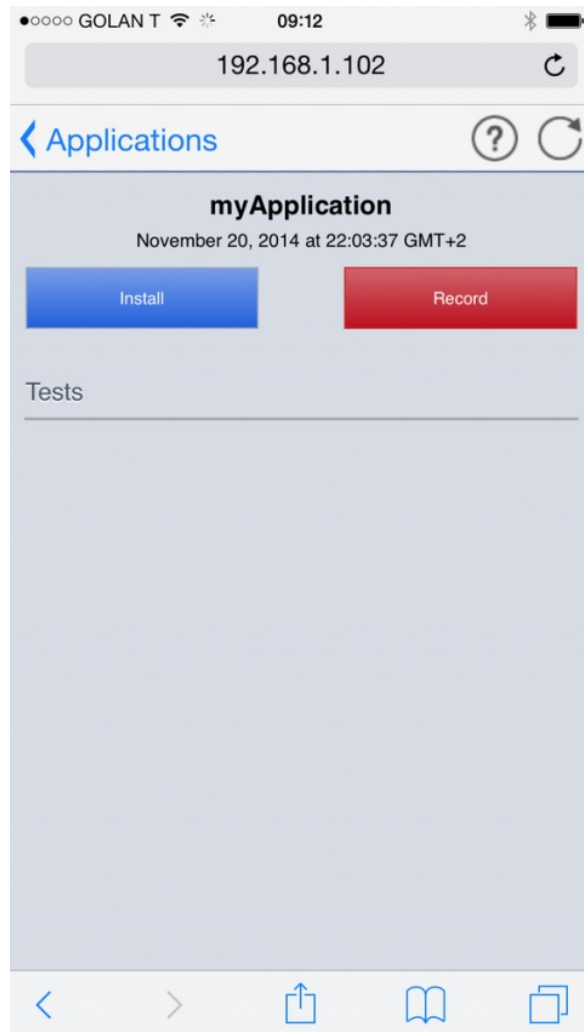 GOLAN T 09:12
192.168.1.102
Applications ?
myApplication
November 20, 2014 at 22:03:37 GMT+2
Install Record
Tests